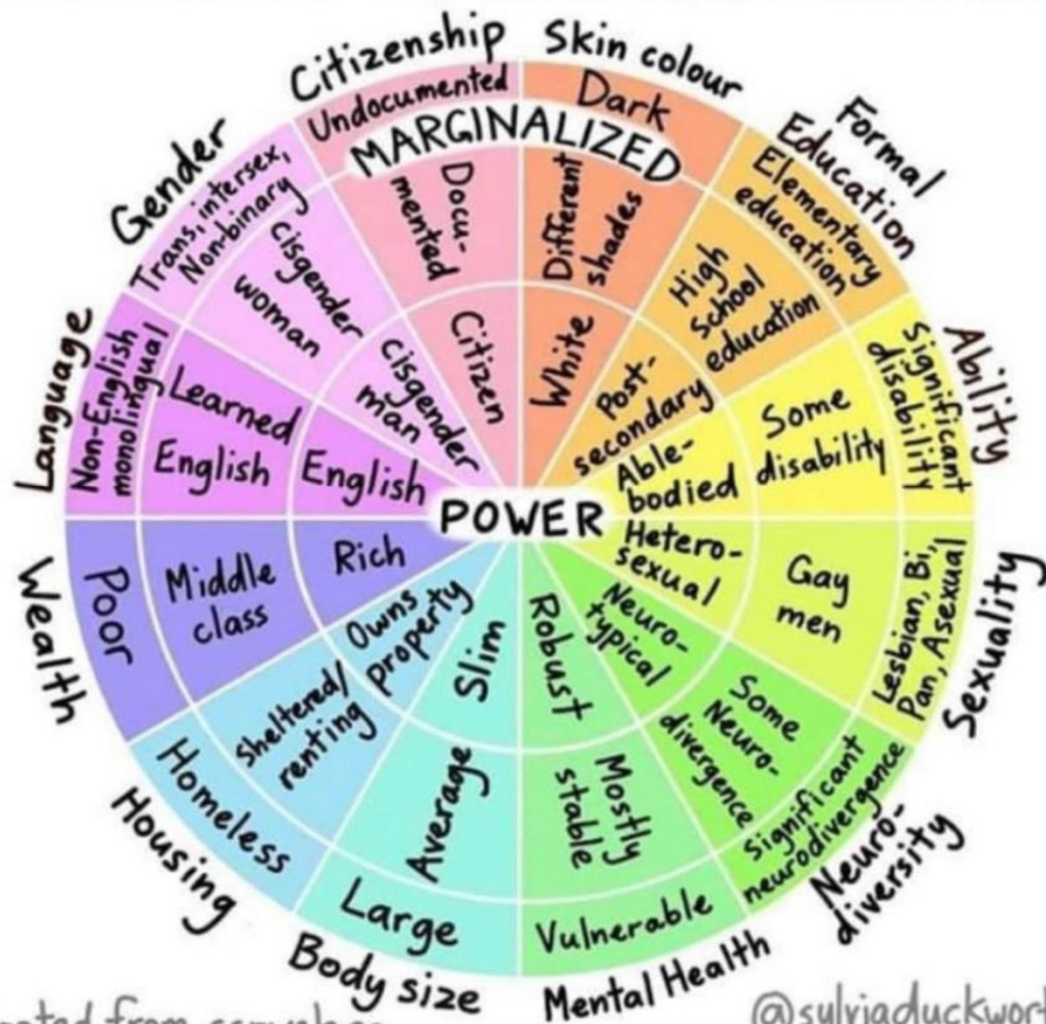 Citizenship
Undocumented
Docu-
mented
Citizen
Skin colour
Dark
Different
shades
White
Formal
Education
Elementary
education
High
school
education
Post-
secondary
Ability
Significant
disability
Some
disability
Able-
bodied
Sexuality
Lesbian, Bi,
Pan, Asexual
Gay
men
Hetero-
sexual
Neuro-
diversity
Significant
neurodivergence
Some
Neuro-
divergence
Neuro-
typical
Mental Health
Vulnerable
Mostly
stable
Robust
Body size
Large
Average
Slim
Housing
Homeless
Sheltered/
renting
Owns
property
Wealth
Poor
Middle
class
Rich
Language
Non-English
monolingual
Learned
English
English
Gender
Trans, intersex,
Non-binary
cisgender
woman
cisgender
man
MARGINALIZED
POWER
from